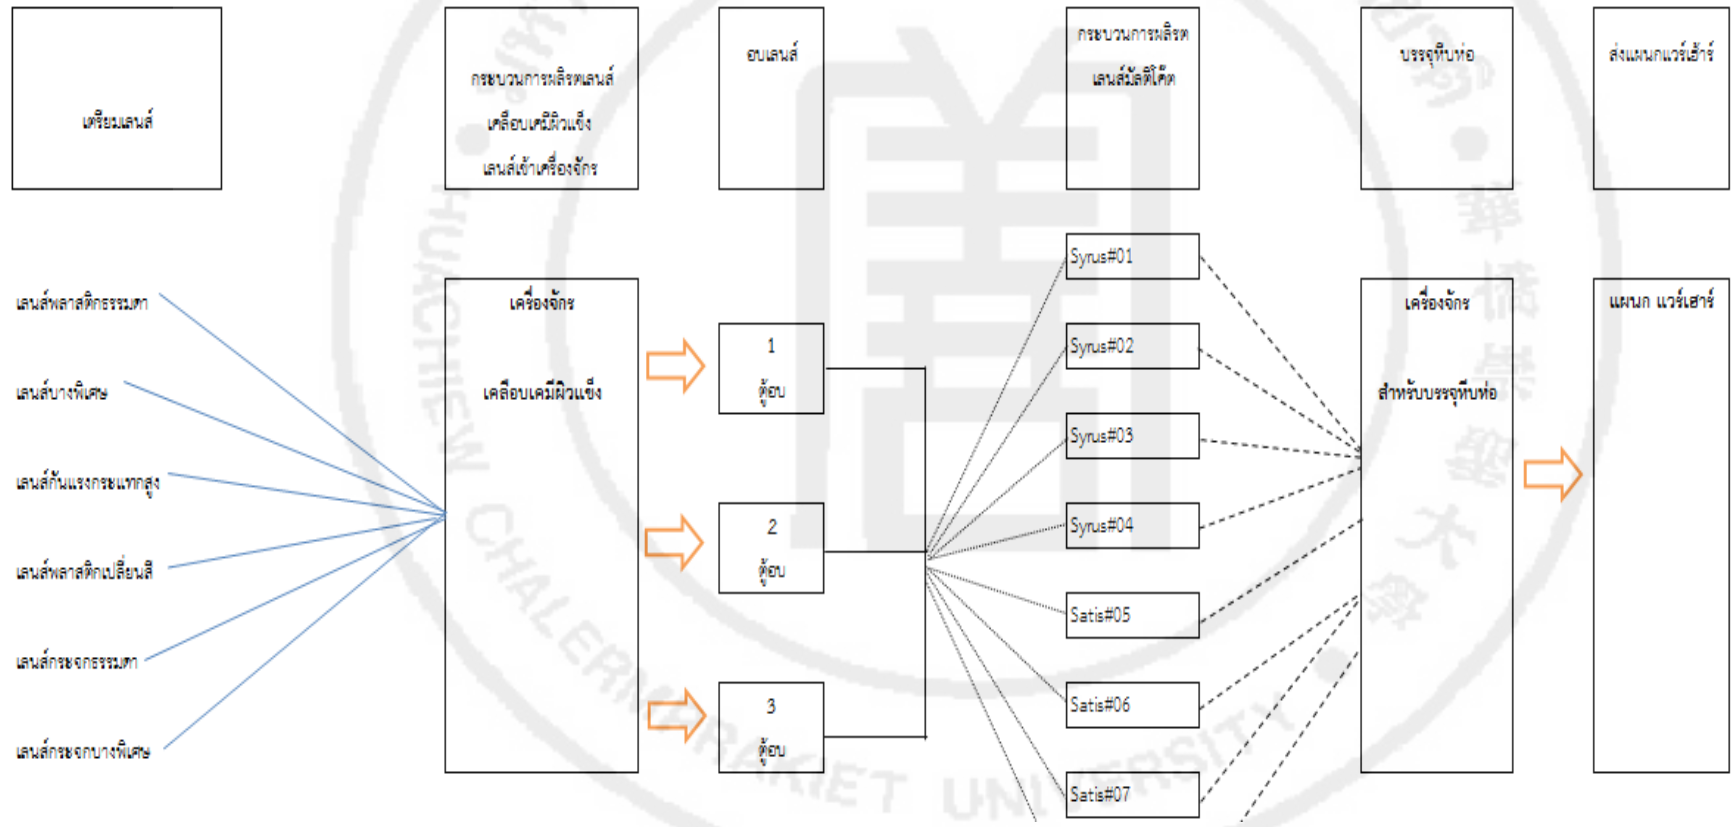 เตรียมเลนส์
กระบวนการผลิรตเลนส์
เคลือบเคมีผิวแข็ง
เลนส์เข้าเครื่องจักร
อบเลนส์
กระบวนการผลิรต
เลนส์มัลติโค๊ต
บรรจุหีบห่อ
ส่งแผนกแวร์เฮ้าร์
เลนส์พลาสติกธรรมดา
เลนส์บางพิเศษ
เลนส์กันแรงกระแทกสูง
เลนส์พลาสติกเปลี่ยนสี
เลนส์กระจกธรรมดา
เลนส์กระจกบางพิเศษ
เครื่องจักร
เคลือบเคมีผิวแข็ง
1
ตู้อบ
2
ตู้อบ
3
ตู้อบ
Syrus#01
Syrus#02
Syrus#03
Syrus#04
Satis#05
Satis#06
Satis#07
เครื่องจักร
สำหรับบรรจุหีบห่อ
แผนก แวร์เฮาร์
HUACHIEW CHALERMPRAKIET UNIVERSITY